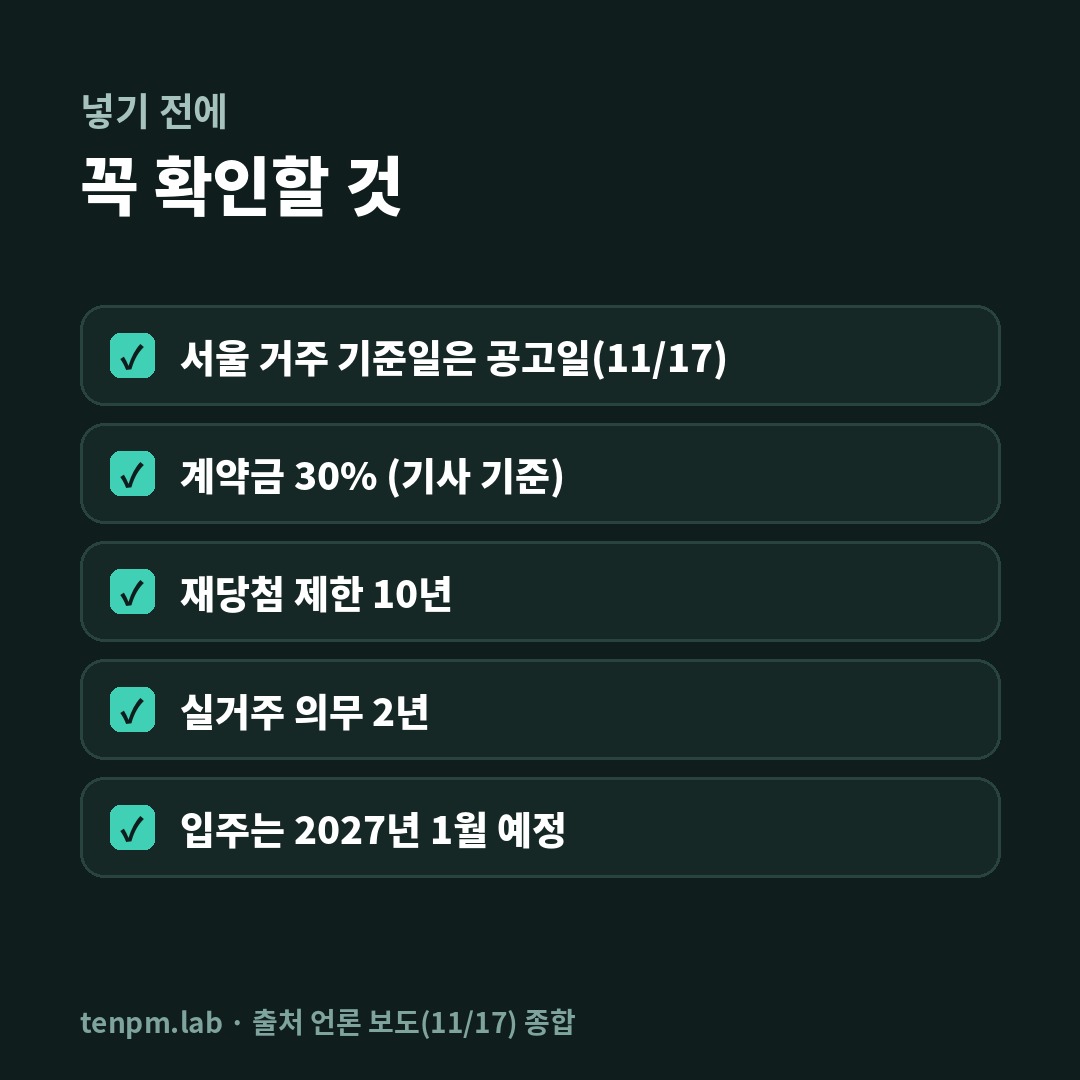 넣기 전에
꼭 확인할 것
✓ 서울 거주 기준일은 공고일(11/17)
✓ 계약금 30% (기사 기준)
✓ 재당첨 제한 10년
✓ 실거주 의무 2년
✓ 입주는 2027년 1월 예정
tenpm.lab · 출처 언론 보도(11/17) 종합